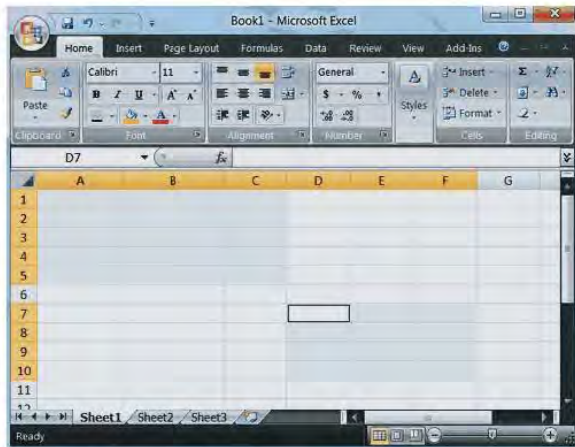 Book1 - Microsoft Excel
Home Insert Page Layout Formulas Data Review View Add-Ins
Calibri 11 General Insert Σ
Paste B I U A A $ % , Styles Delete
A Format
Clipboard Font Alignment Number Cells Editing
D7 fx
A B C D E F G
1
2
3
4
5
6
7
8
9
10
11
12
Sheet1 Sheet2 Sheet3
Ready